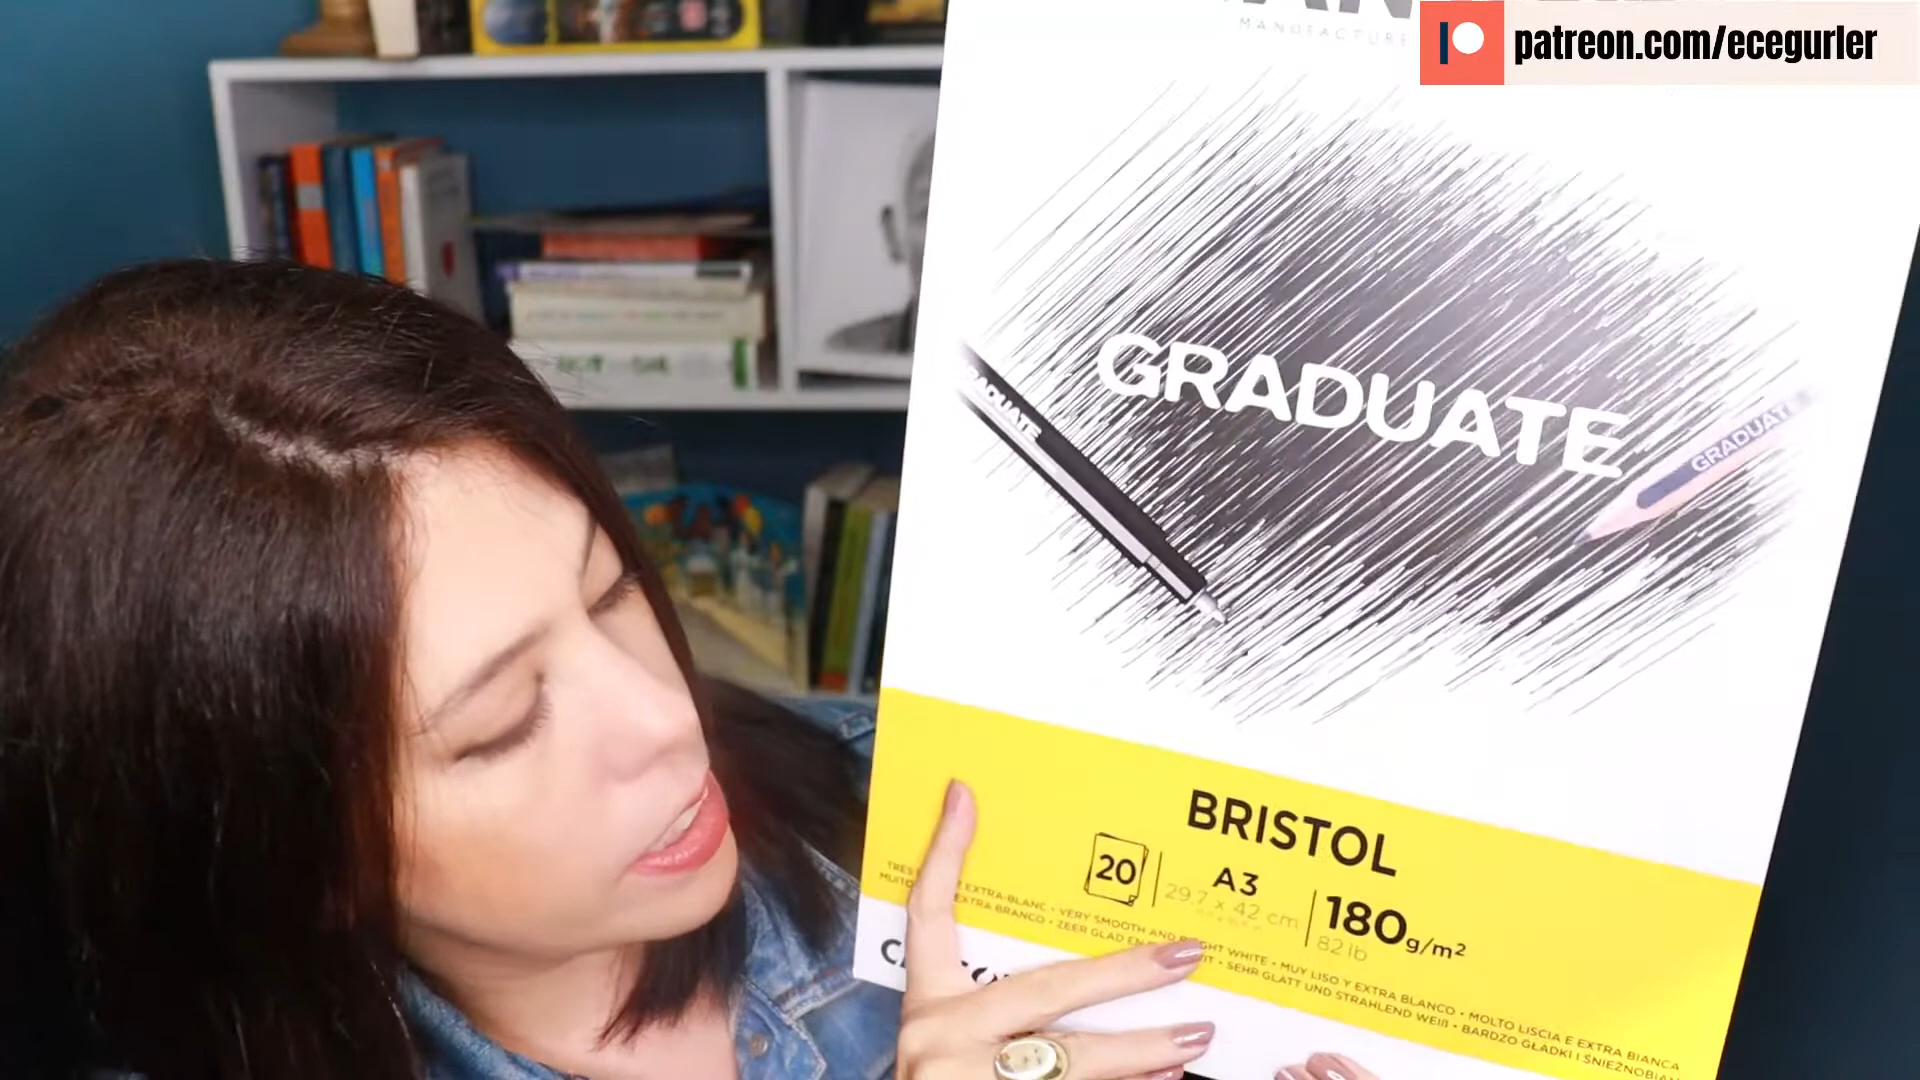 patreon.com/ecegurler
MANUFACTURE
GRADUATE
GRADUATE
GRADUATE
BRISTOL
20
A3
29.7 x 42 cm
180g/m²
82 lb
EXTRA-BLANC • VERY SMOOTH AND BRIGHT WHITE • MUY LISO Y EXTRA BLANCO • MOLTO LISCIA E EXTRA BIANCA
EXTRA BRANCO • ZEER GLAD EN • SEHR GLATT UND STRAHLEND WEIß • BARDZO GŁADKI I